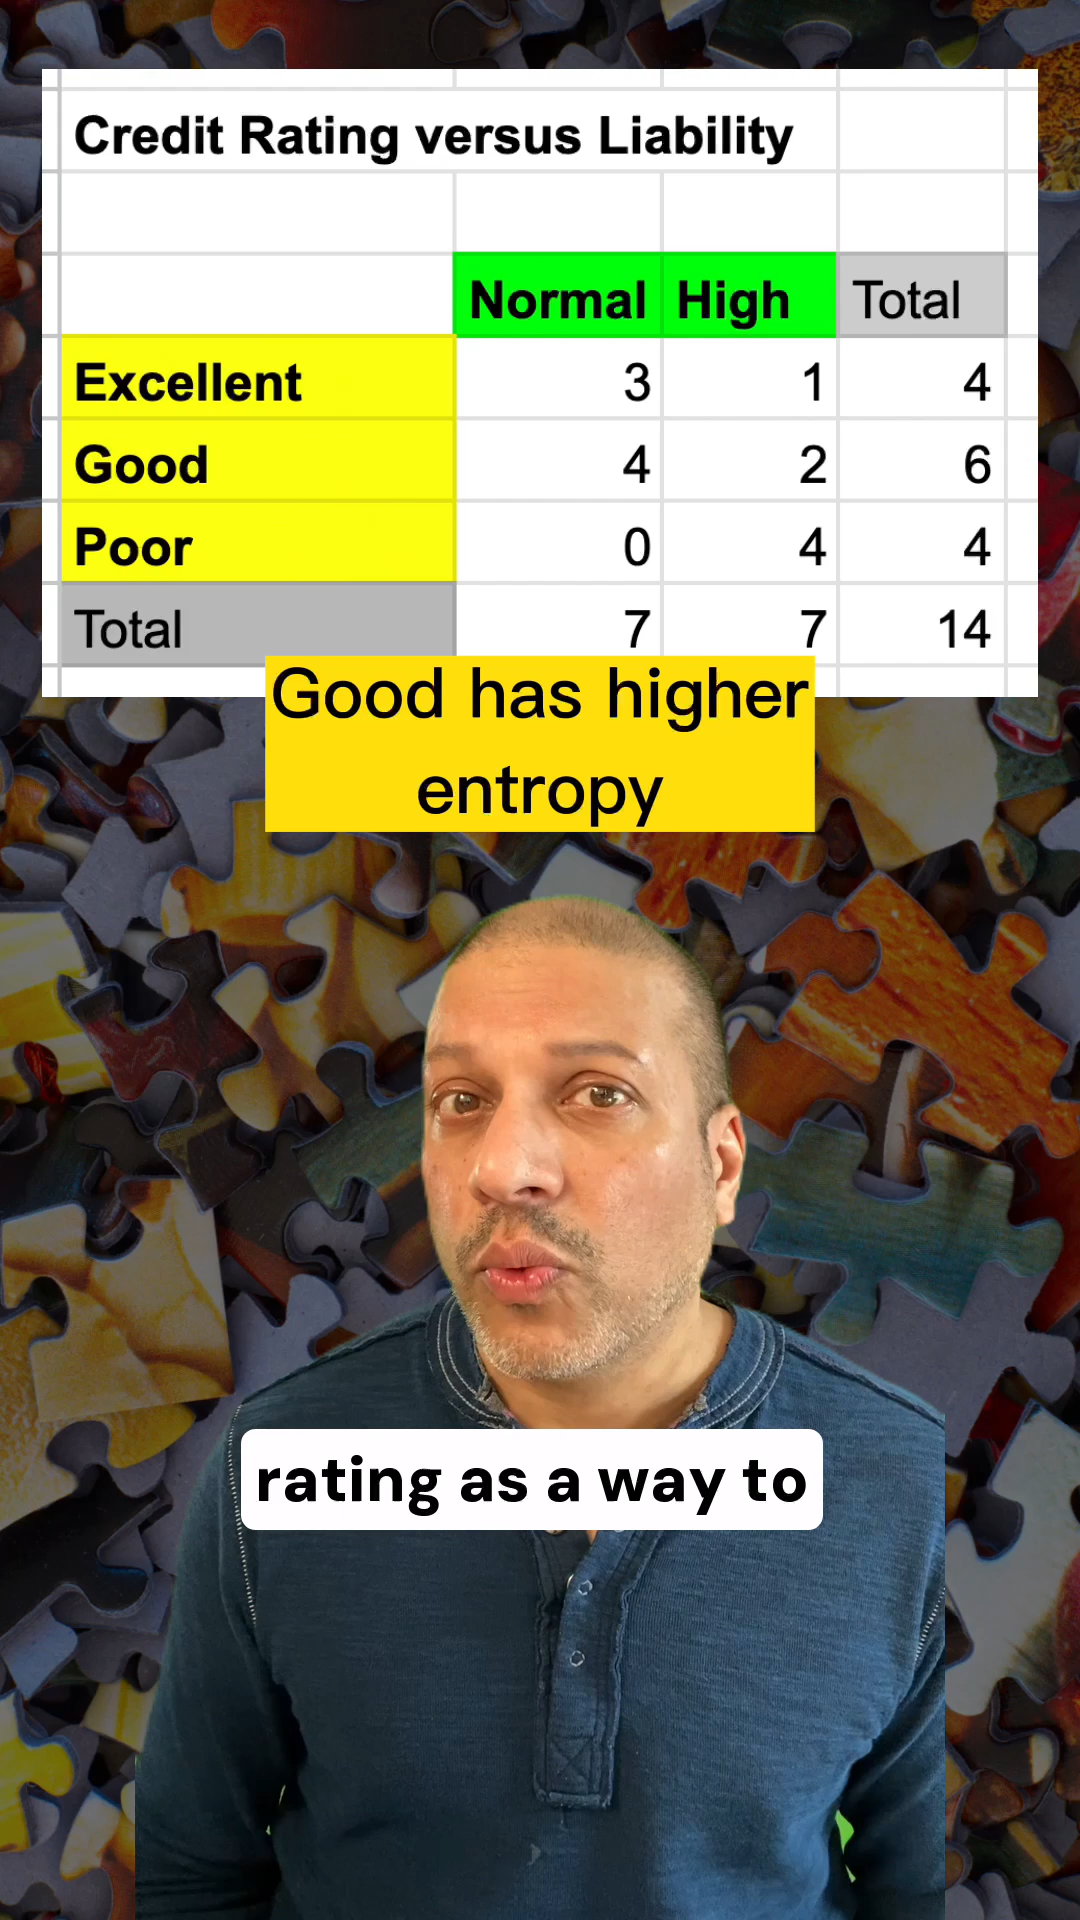 Credit Rating versus Liability
Normal High Total
Excellent 3 1 4
Good 4 2 6
Poor 0 4 4
Total 7 7 14
Good has higher
entropy
rating as a way to